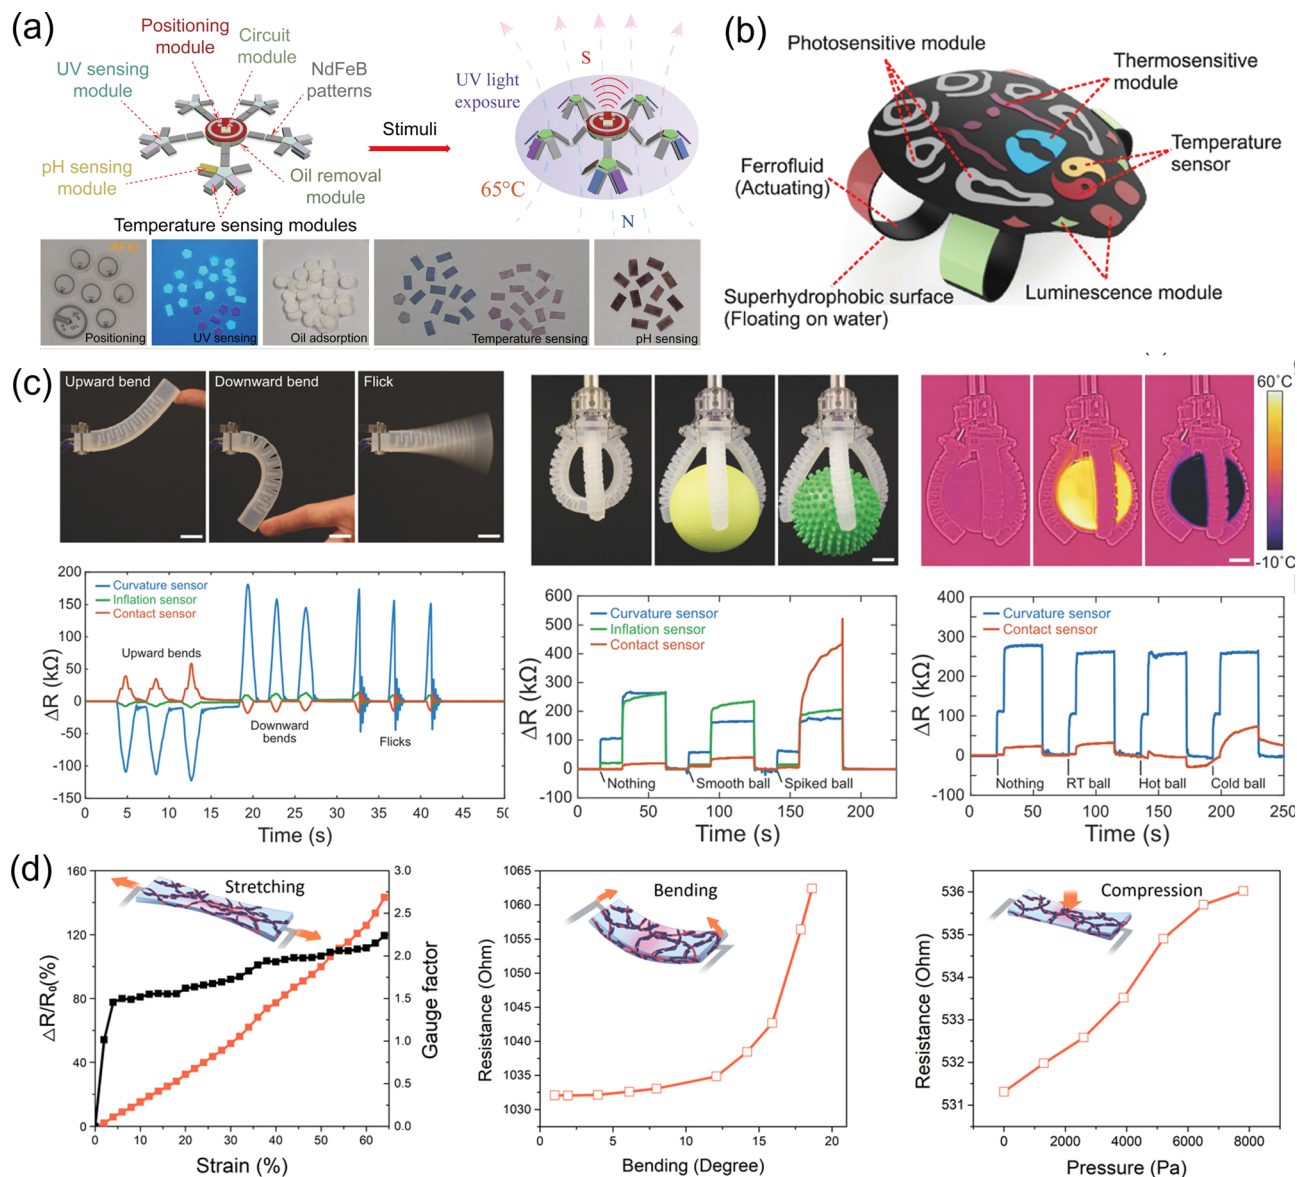 (a)
Positioning
module
Circuit
module
UV sensing
module
NdFeB
patterns
pH sensing
module
Oil removal
module
Temperature sensing modules
Stimuli
UV light
exposure
S
65°C
N
RFID
Positioning
UV sensing
Oil adsorption
Temperature sensing
pH sensing
(b)
Photosensitive module
Thermosensitive
module
Temperature
sensor
Ferrofluid
(Actuating)
Superhydrophobic surface
(Floating on water)
Luminescence module
(c)
Upward bend
Downward bend
Flick
60°C
-10°C
200
150
100
50
0
-50
-100
-150
ΔR (kΩ)
Curvature sensor
Inflation sensor
Contact sensor
Upward bends
Downward
bends
Flicks
0 5 10 15 20 25 30 35 40 45 50
Time (s)
600
500
400
300
200
100
0
-100
ΔR (kΩ)
Curvature sensor
Inflation sensor
Contact sensor
Nothing
Smooth ball
Spiked ball
0 50 100 150 200
Time (s)
400
300
200
100
0
-100
ΔR (kΩ)
Curvature sensor
Contact sensor
Nothing
RT ball
Hot ball
Cold ball
0 50 100 150 200 250
Time (s)
(d)
160
120
80
40
0
ΔR/R₀(%)
Stretching
3.0
2.5
2.0
1.5
1.0
0.5
0.0
Gauge factor
0 10 20 30 40 50 60
Strain (%)
1065
1060
1055
1050
1045
1040
1035
1030
Resistance (Ohm)
Bending
0 5 10 15 20
Bending (Degree)
536
535
534
533
532
531
Resistance (Ohm)
Compression
0 2000 4000 6000 8000
Pressure (Pa)